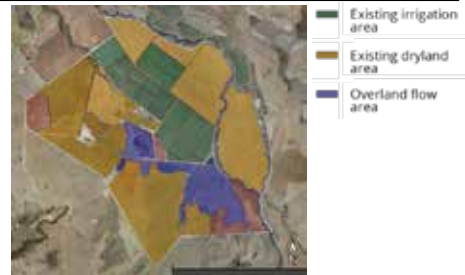 Existing irrigation
area
Existing dryland
area
Overland flow
area